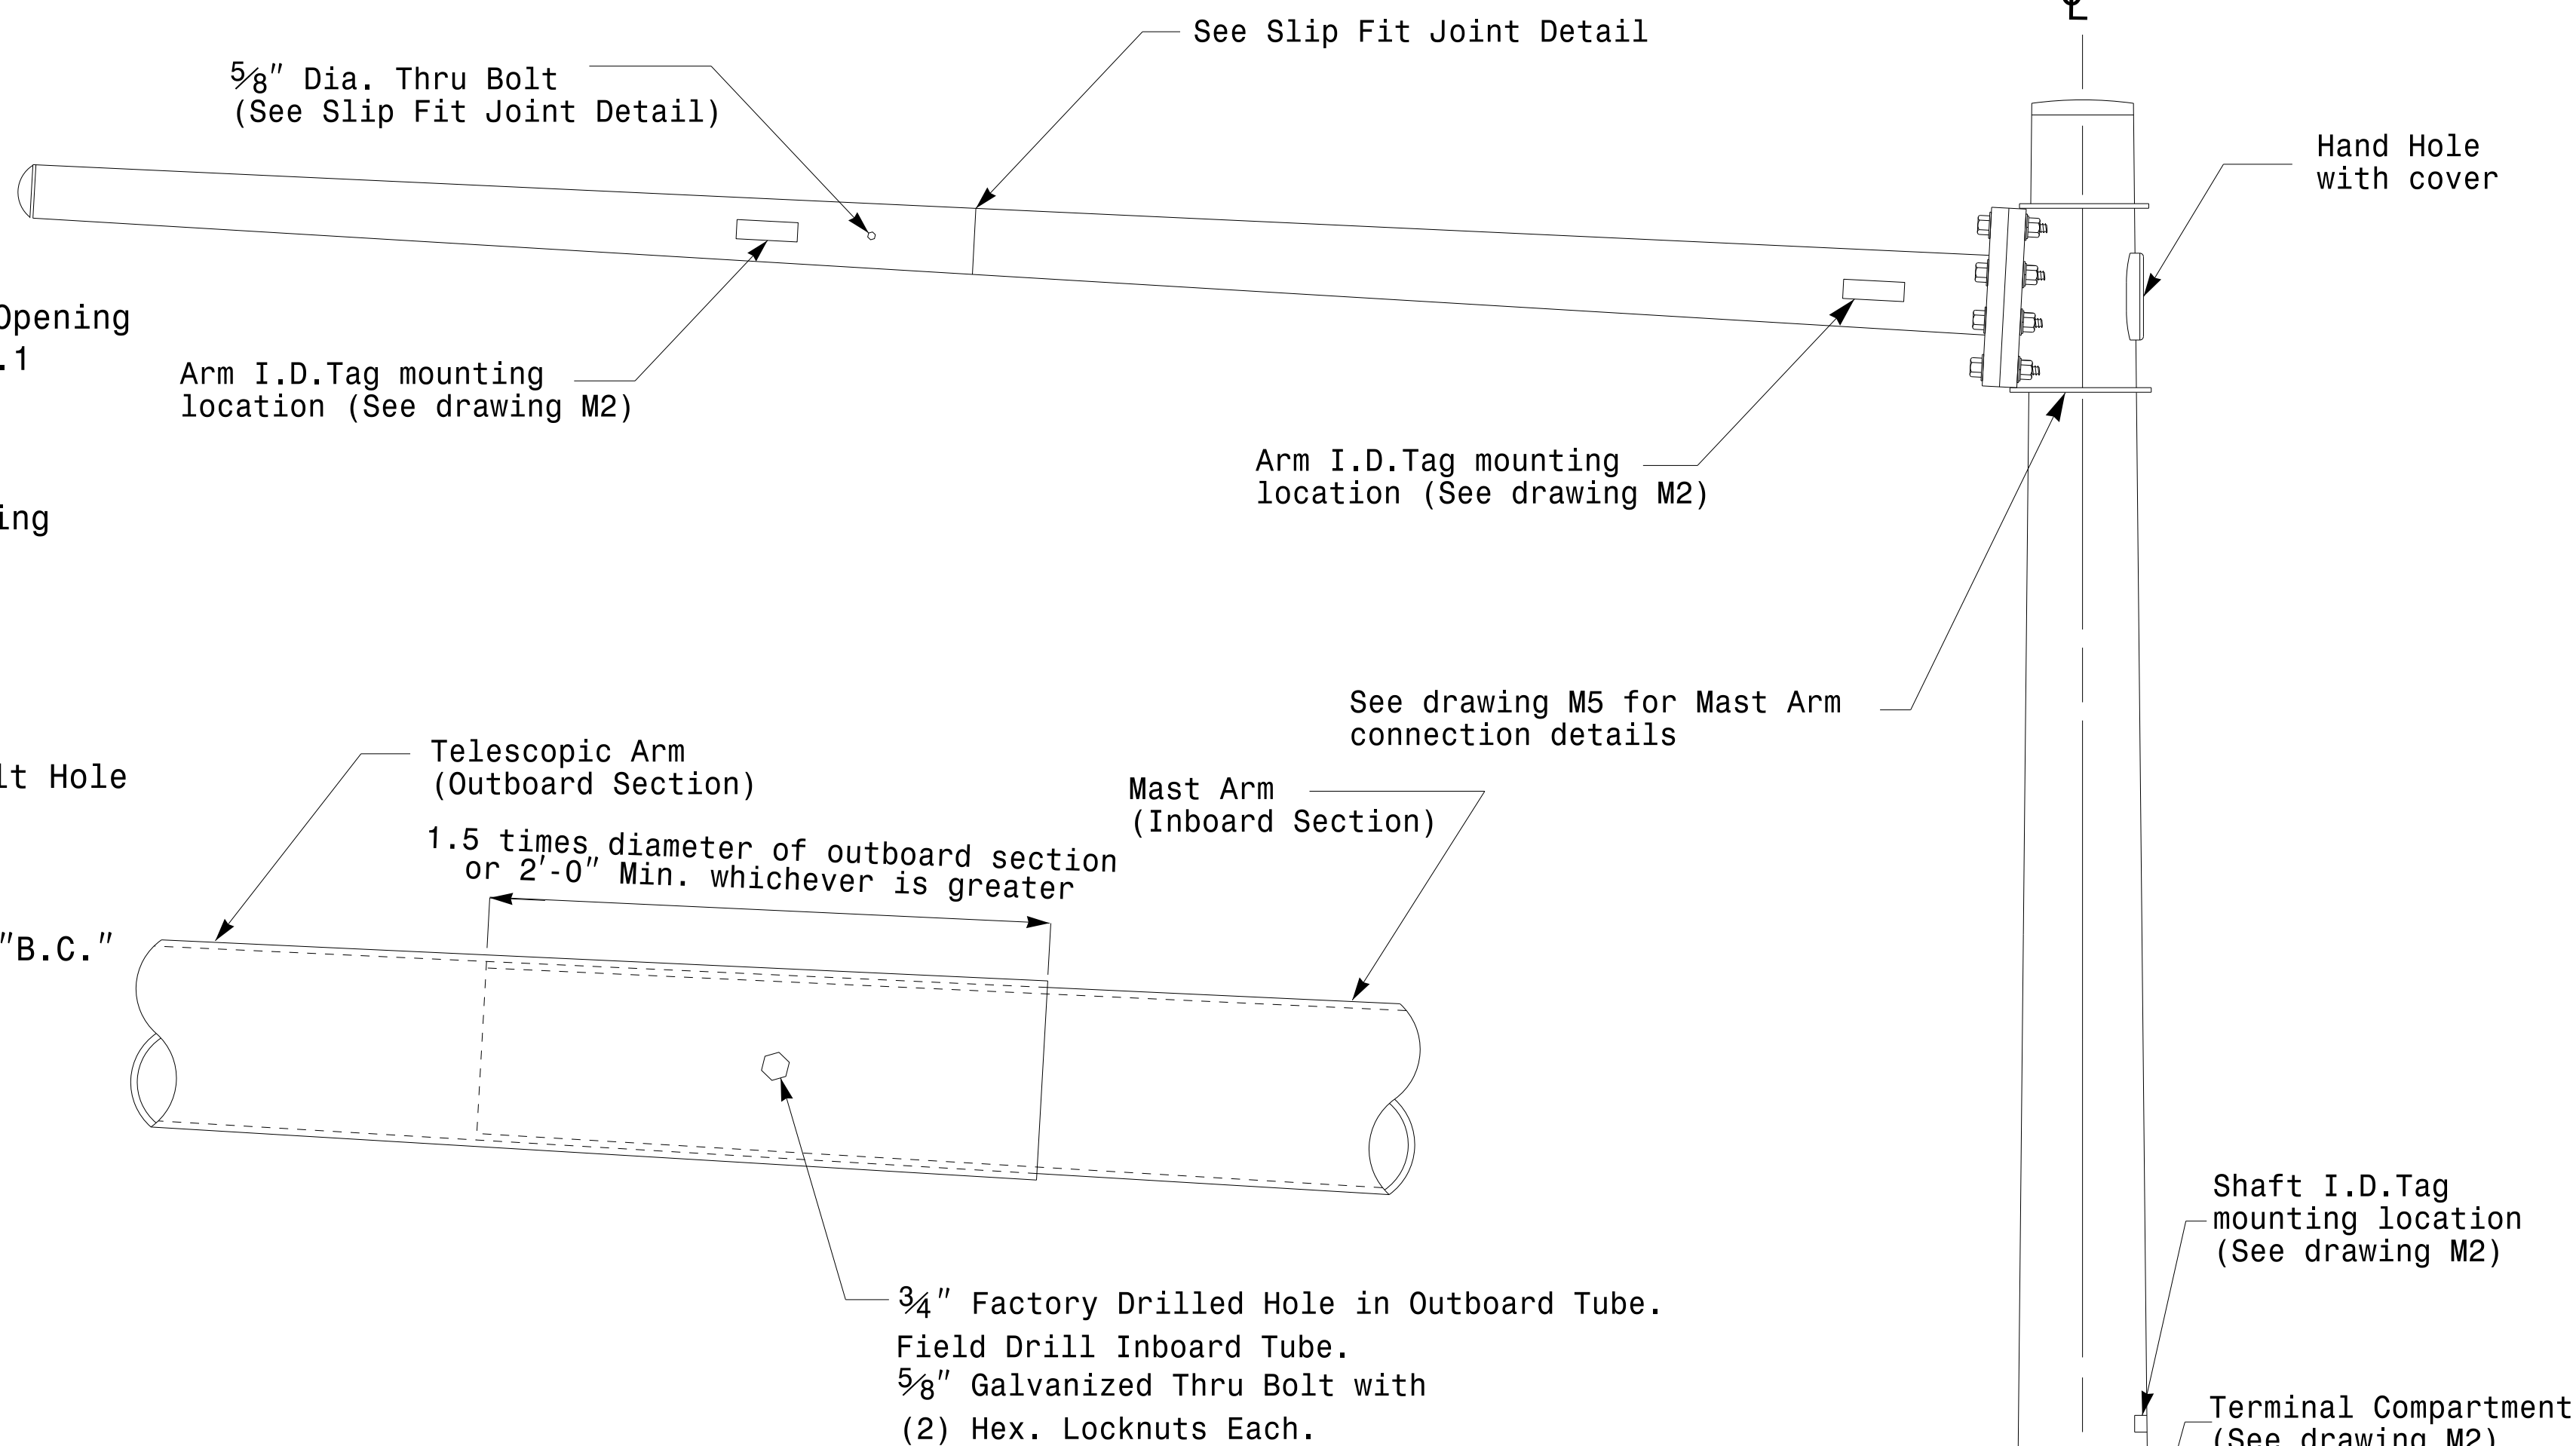 ℄
See Slip Fit Joint Detail
5/8" Dia. Thru Bolt
(See Slip Fit Joint Detail)
Hand Hole
with cover
Opening
.1
Arm I.D.Tag mounting
location (See drawing M2)
Arm I.D.Tag mounting
location (See drawing M2)
ing
See drawing M5 for Mast Arm
connection details
Telescopic Arm
(Outboard Section)
lt Hole
Mast Arm
(Inboard Section)
1.5 times diameter of outboard section
or 2'-0" Min. whichever is greater
"B.C."
Shaft I.D.Tag
mounting location
(See drawing M2)
3/4" Factory Drilled Hole in Outboard Tube.
Field Drill Inboard Tube.
5/8" Galvanized Thru Bolt with
(2) Hex. Locknuts Each.
Terminal Compartment
(See drawing M2)